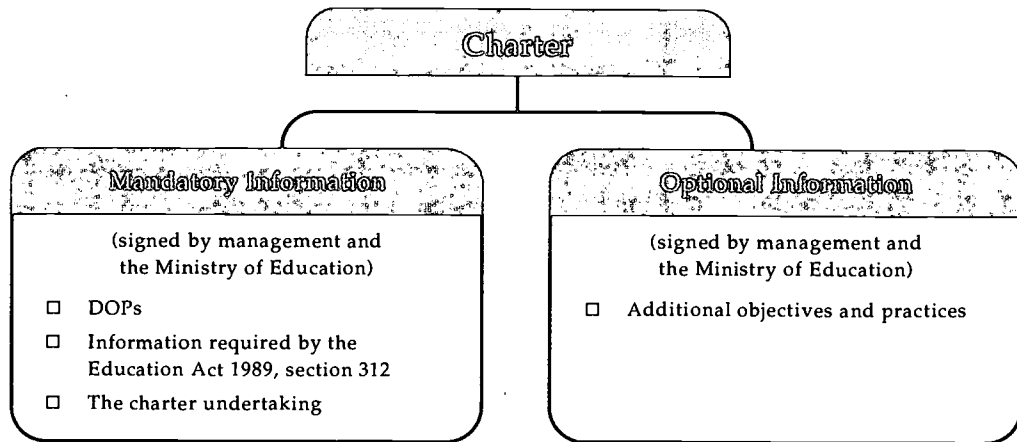 Charter
Mandatory Information
(signed by management and
the Ministry of Education)
DOPs
Information required by the
Education Act 1989, section 312
The charter undertaking
Optional Information
(signed by management and
the Ministry of Education)
Additional objectives and practices